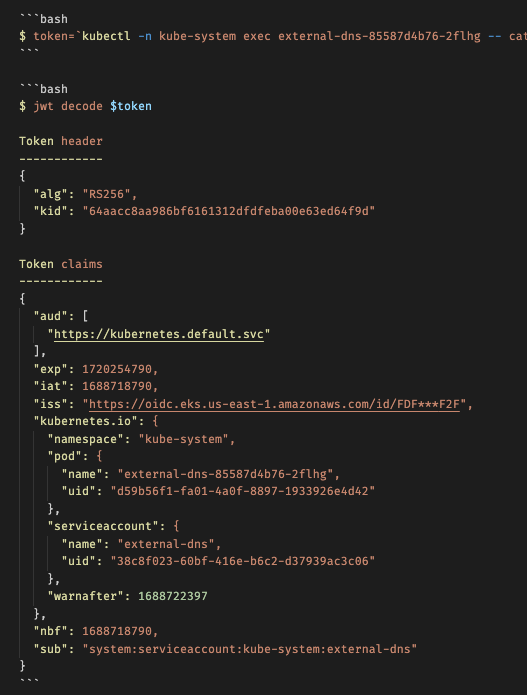 ```bash
$ token=`kubectl -n kube-system exec external-dns-85587d4b76-2flhg -- cat
```
```bash
$ jwt decode $token
Token header
------------
{
"alg": "RS256",
"kid": "64aacc8aa986bf6161312dfdfeba00e63ed64f9d"
}
Token claims
------------
{
"aud": [
"https://kubernetes.default.svc"
],
"exp": 1720254790,
"iat": 1688718790,
"iss": "https://oidc.eks.us-east-1.amazonaws.com/id/FDF***F2F",
"kubernetes.io": {
"namespace": "kube-system",
"pod": {
"name": "external-dns-85587d4b76-2flhg",
"uid": "d59b56f1-fa01-4a0f-8897-1933926e4d42"
},
"serviceaccount": {
"name": "external-dns",
"uid": "38c8f023-60bf-416e-b6c2-d37939ac3c06"
},
"warnafter": 1688722397
},
"nbf": 1688718790,
"sub": "system:serviceaccount:kube-system:external-dns"
}
```